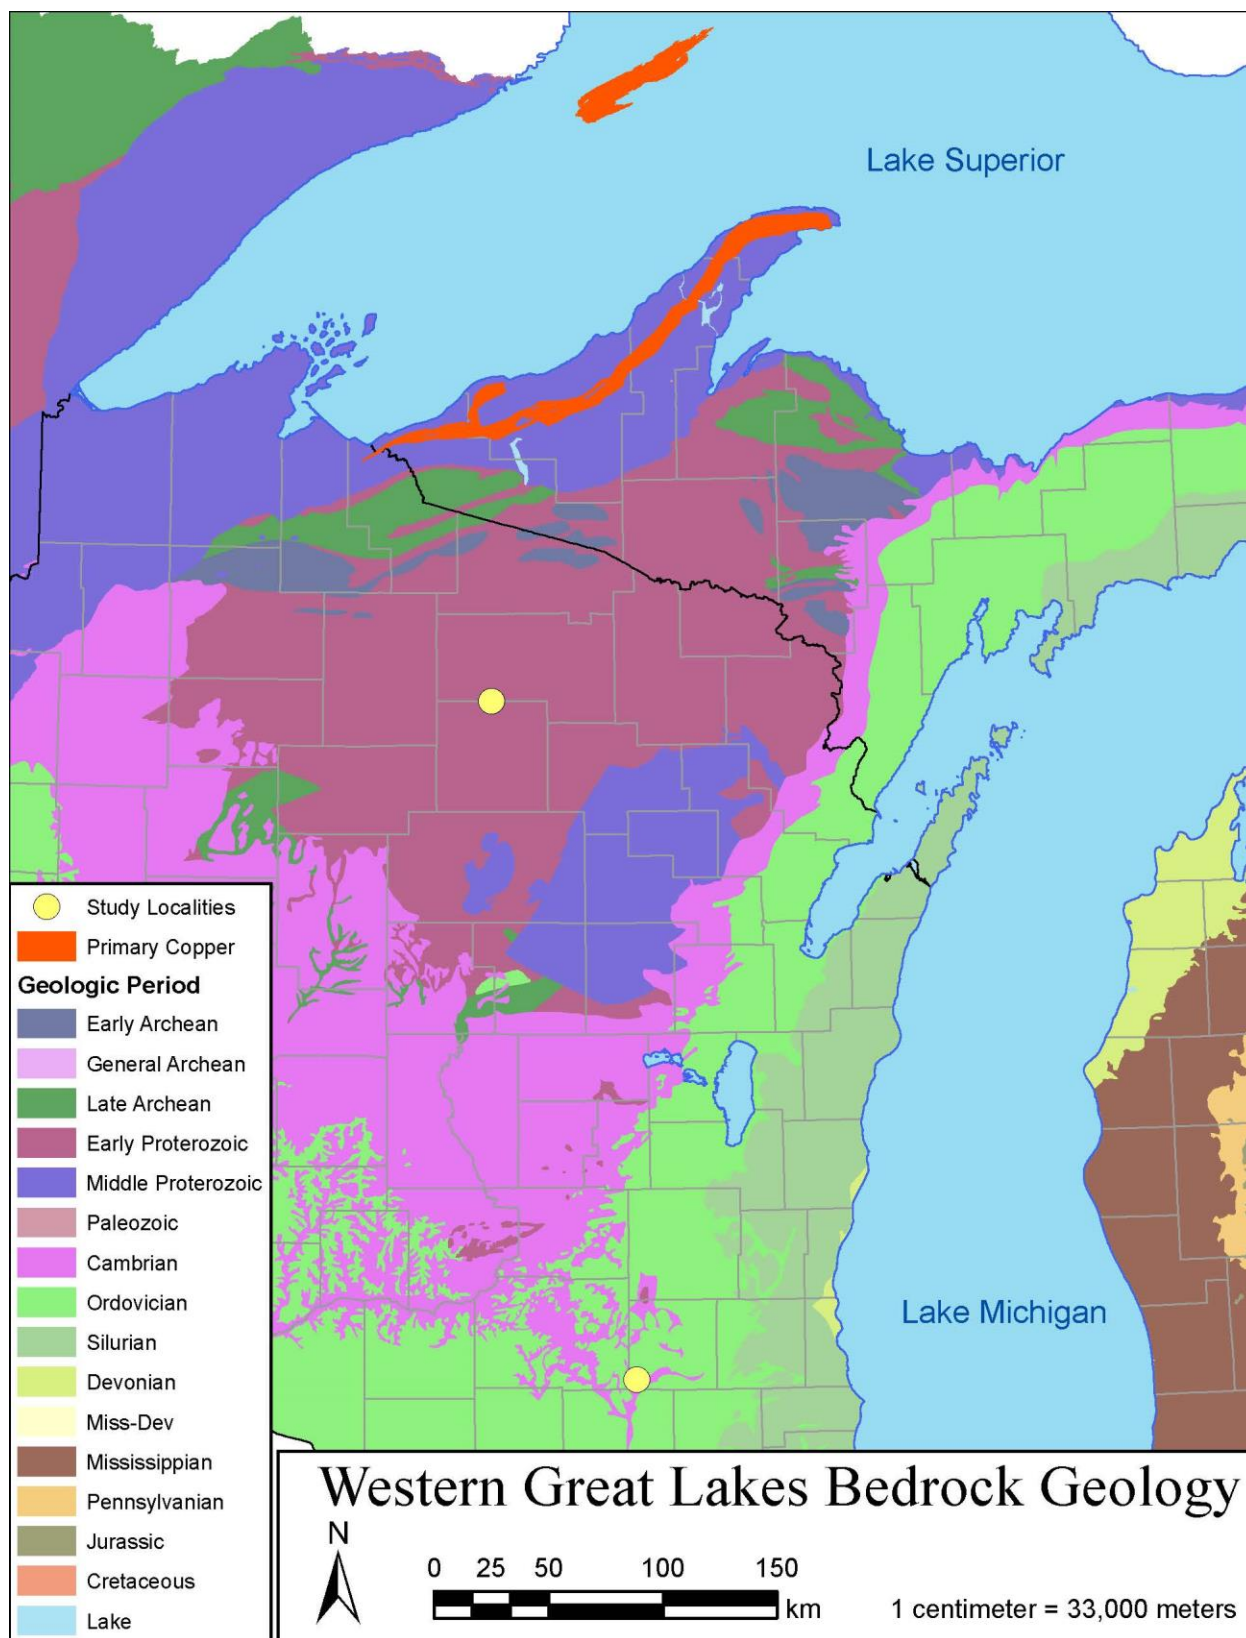 Lake Superior
Lake Michigan
Study Localities
Primary Copper
Geologic Period
Early Archean
General Archean
Late Archean
Early Proterozoic
Middle Proterozoic
Paleozoic
Cambrian
Ordovician
Silurian
Devonian
Miss-Dev
Mississippian
Pennsylvanian
Jurassic
Cretaceous
Lake
Western Great Lakes Bedrock Geology
N
0 25 50 100 150
km
1 centimeter = 33,000 meters